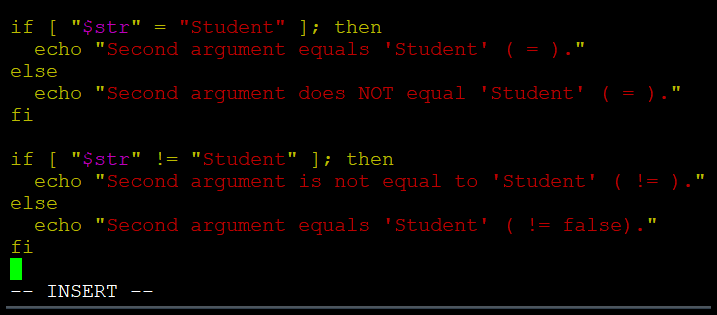 if [ "$str" = "Student" ]; then
  echo "Second argument equals 'Student' ( = )."
else
  echo "Second argument does NOT equal 'Student' ( = )."
fi

if [ "$str" != "Student" ]; then
  echo "Second argument is not equal to 'Student' ( != )."
else
  echo "Second argument equals 'Student' ( != false)."
fi
-- INSERT --